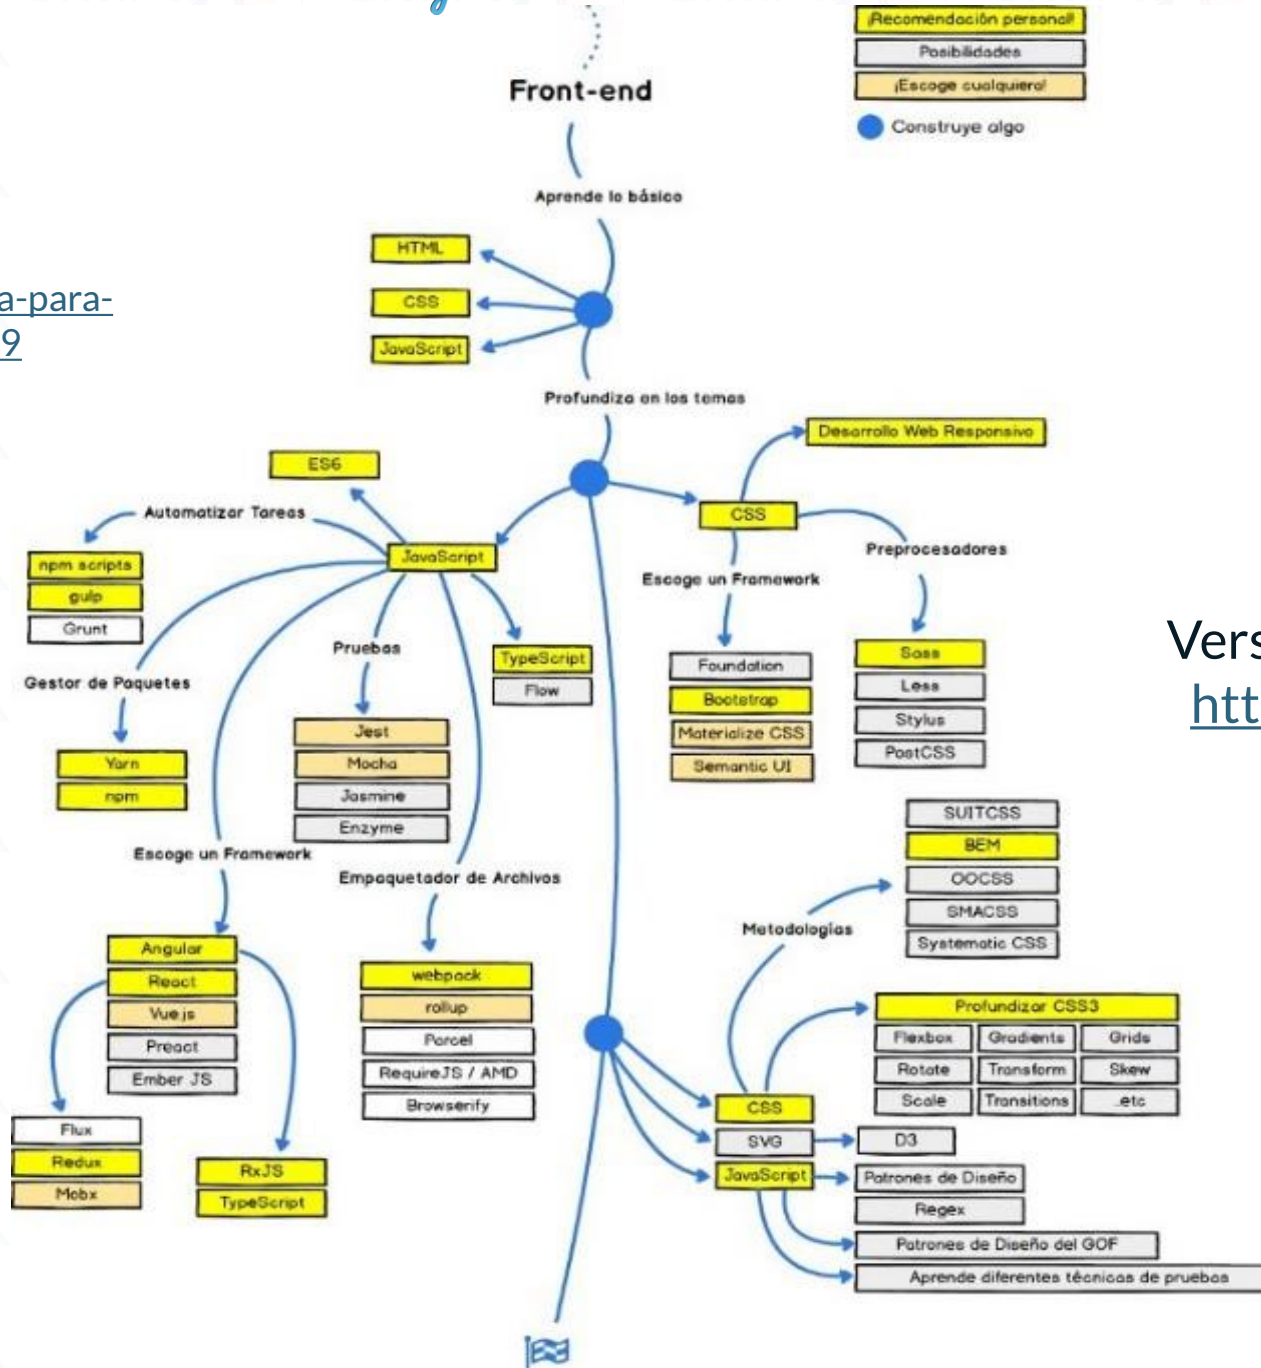 ¡Recomendación personal!
Posibilidades
¡Escoge cualquiera!
Construye algo
Front-end
Aprende lo básico
HTML
CSS
JavaScript
a-para-
9
Profundiza en los temas
Desarrollo Web Responsivo
ES6
Automatizar Tareas
CSS
JavaScript
Preprocesadores
npm scripts
gulp
Grunt
Escoge un Framework
Pruebas
TypeScript
Flow
Foundation
Bootstrap
Materialize CSS
Semantic UI
Sass
Less
Stylus
PostCSS
Vers
htt
Gestor de Paquetes
Yarn
npm
Jest
Mocha
Jasmine
Enzyme
SUITCSS
BEM
OOCSS
SMACSS
Systematic CSS
Escoge un Framework
Empaquetador de Archivos
Metodologías
Angular
React
Vue.js
Preact
Ember JS
webpack
rollup
Parcel
RequireJS / AMD
Browserify
Profundizar CSS3
Flexbox Gradients Grids
Rotate Transform Skew
Scale Transitions ..etc
Flux
Redux
Mobx
RxJS
TypeScript
CSS
SVG
D3
JavaScript
Patrones de Diseño
Regex
Patrones de Diseño del GOF
Aprende diferentes técnicas de pruebas